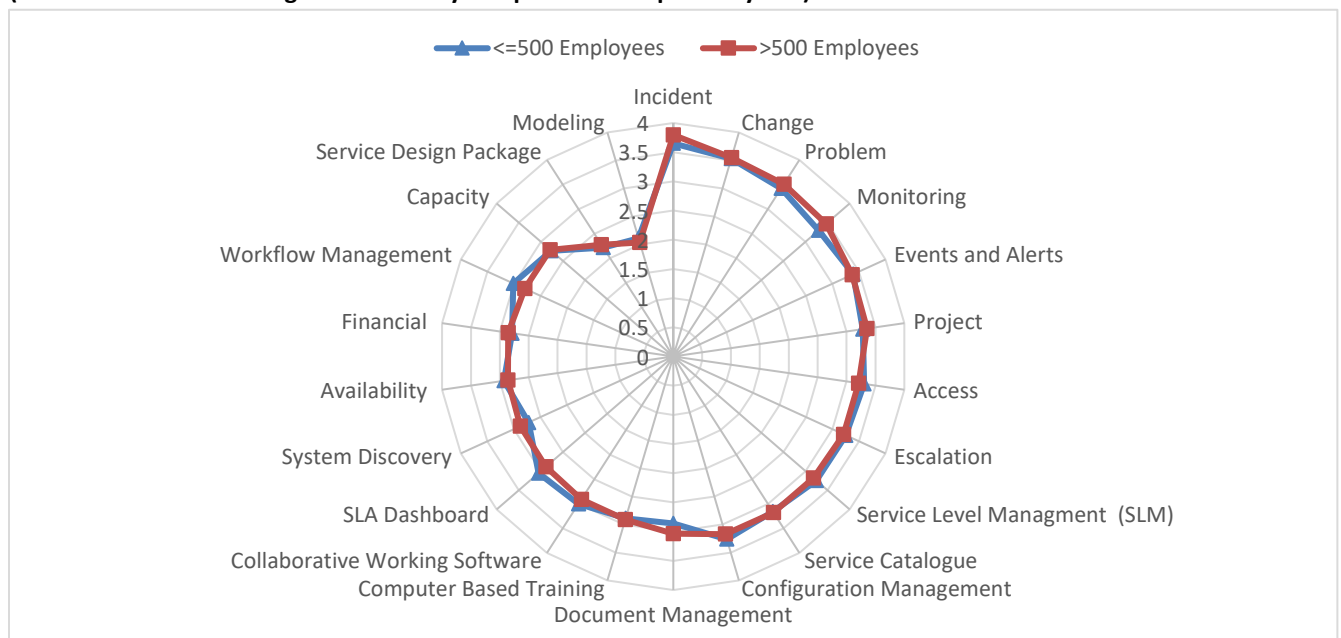 <=500 Employees >500 Employees
Incident
Modeling Change
Service Design Package Problem
Capacity Monitoring
Workflow Management Events and Alerts
Financial Project
Availability Access
System Discovery Escalation
SLA Dashboard Service Level Managment (SLM)
Collaborative Working Software Service Catalogue
Computer Based Training Configuration Management
Document Management
4
3.5
3
2.5
2
1.5
1
0.5
0